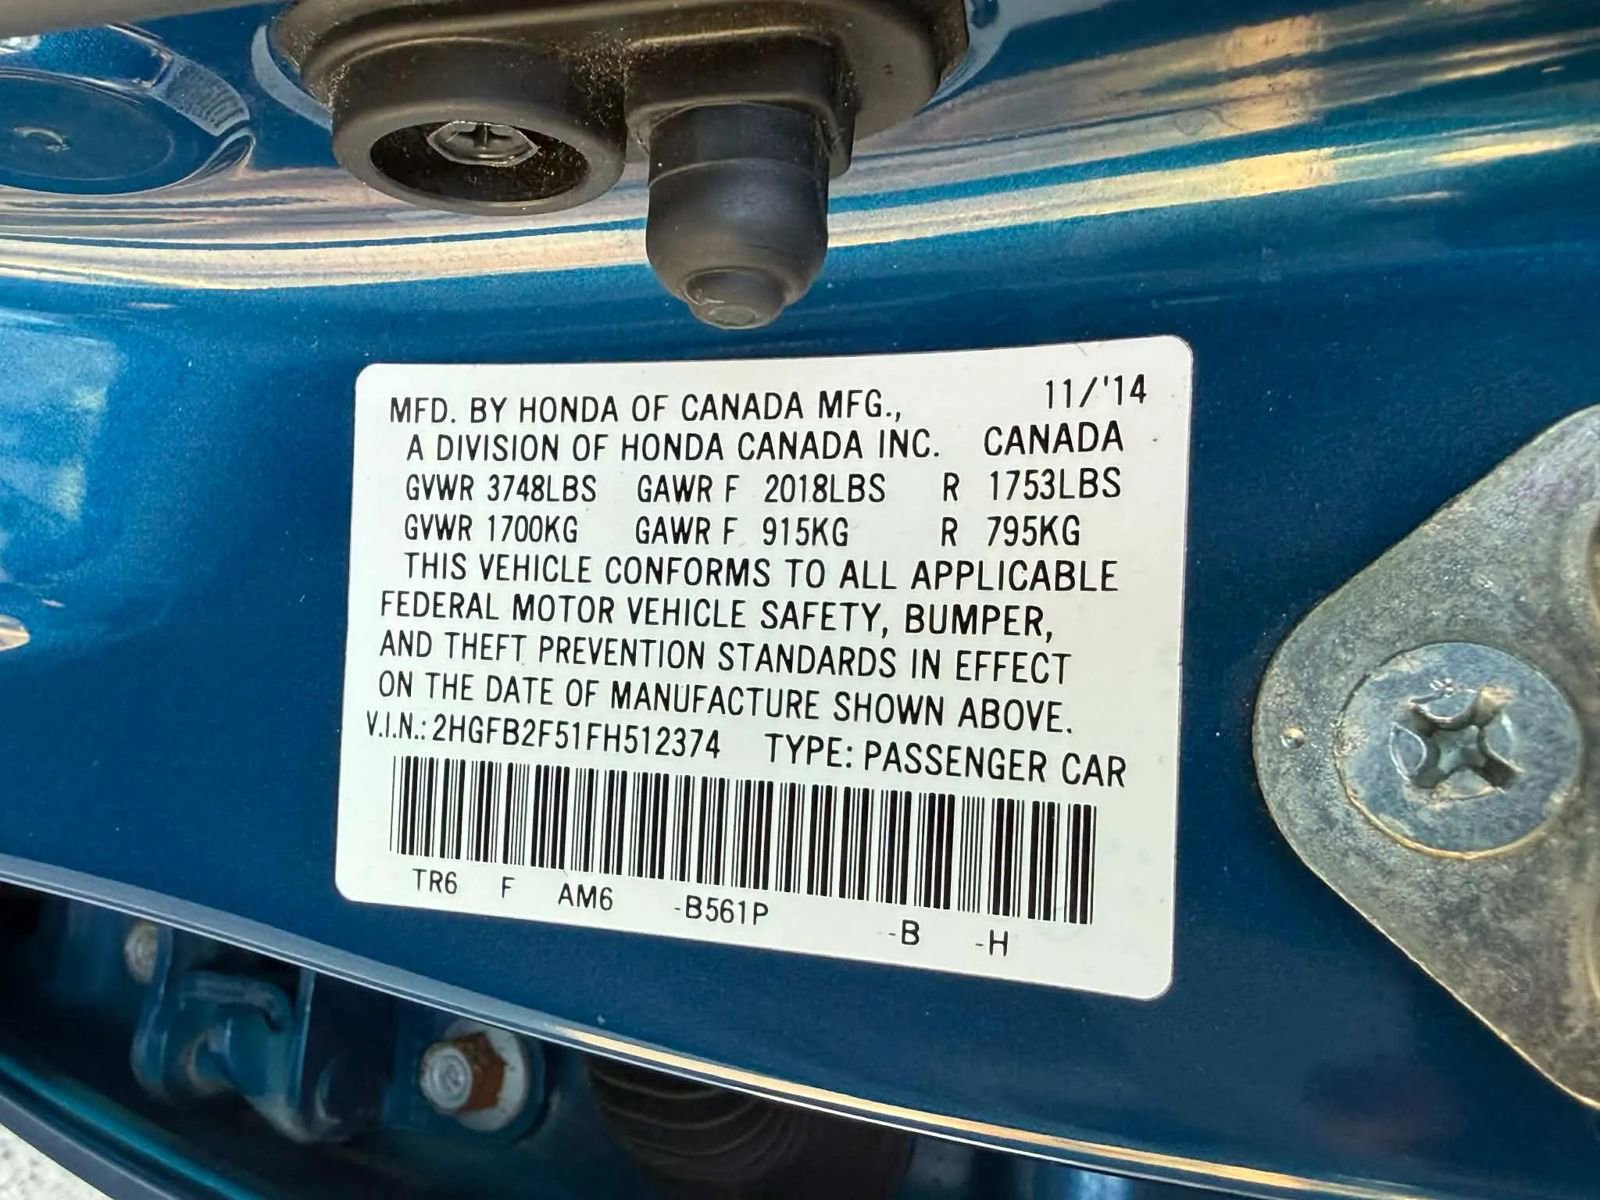 11/'14
MFD. BY HONDA OF CANADA MFG.,
A DIVISION OF HONDA CANADA INC. CANADA
GVWR 3748LBS GAWR F 2018LBS R 1753LBS
GVWR 1700KG GAWR F 915KG R 795KG
THIS VEHICLE CONFORMS TO ALL APPLICABLE
FEDERAL MOTOR VEHICLE SAFETY, BUMPER,
AND THEFT PREVENTION STANDARDS IN EFFECT
ON THE DATE OF MANUFACTURE SHOWN ABOVE.
V.I.N.: 2HGFB2F51FH512374 TYPE: PASSENGER CAR
TR6 F AM6 -B561P -B -H